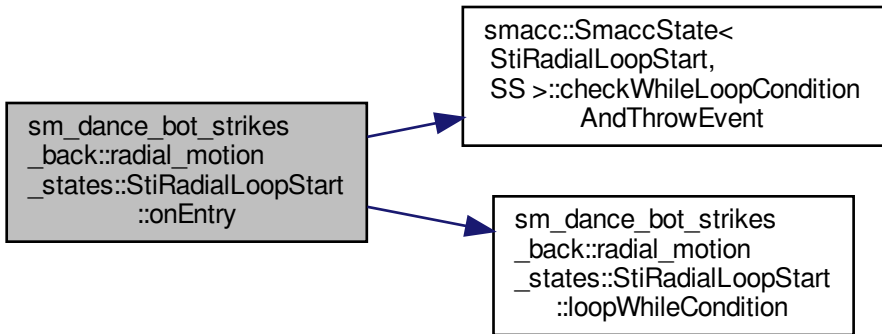 sm_dance_bot_strikes
_back::radial_motion
_states::StiRadialLoopStart
::onEntry
smacc::SmaccState<
StiRadialLoopStart,
SS >::checkWhileLoopCondition
AndThrowEvent
sm_dance_bot_strikes
_back::radial_motion
_states::StiRadialLoopStart
::loopWhileCondition